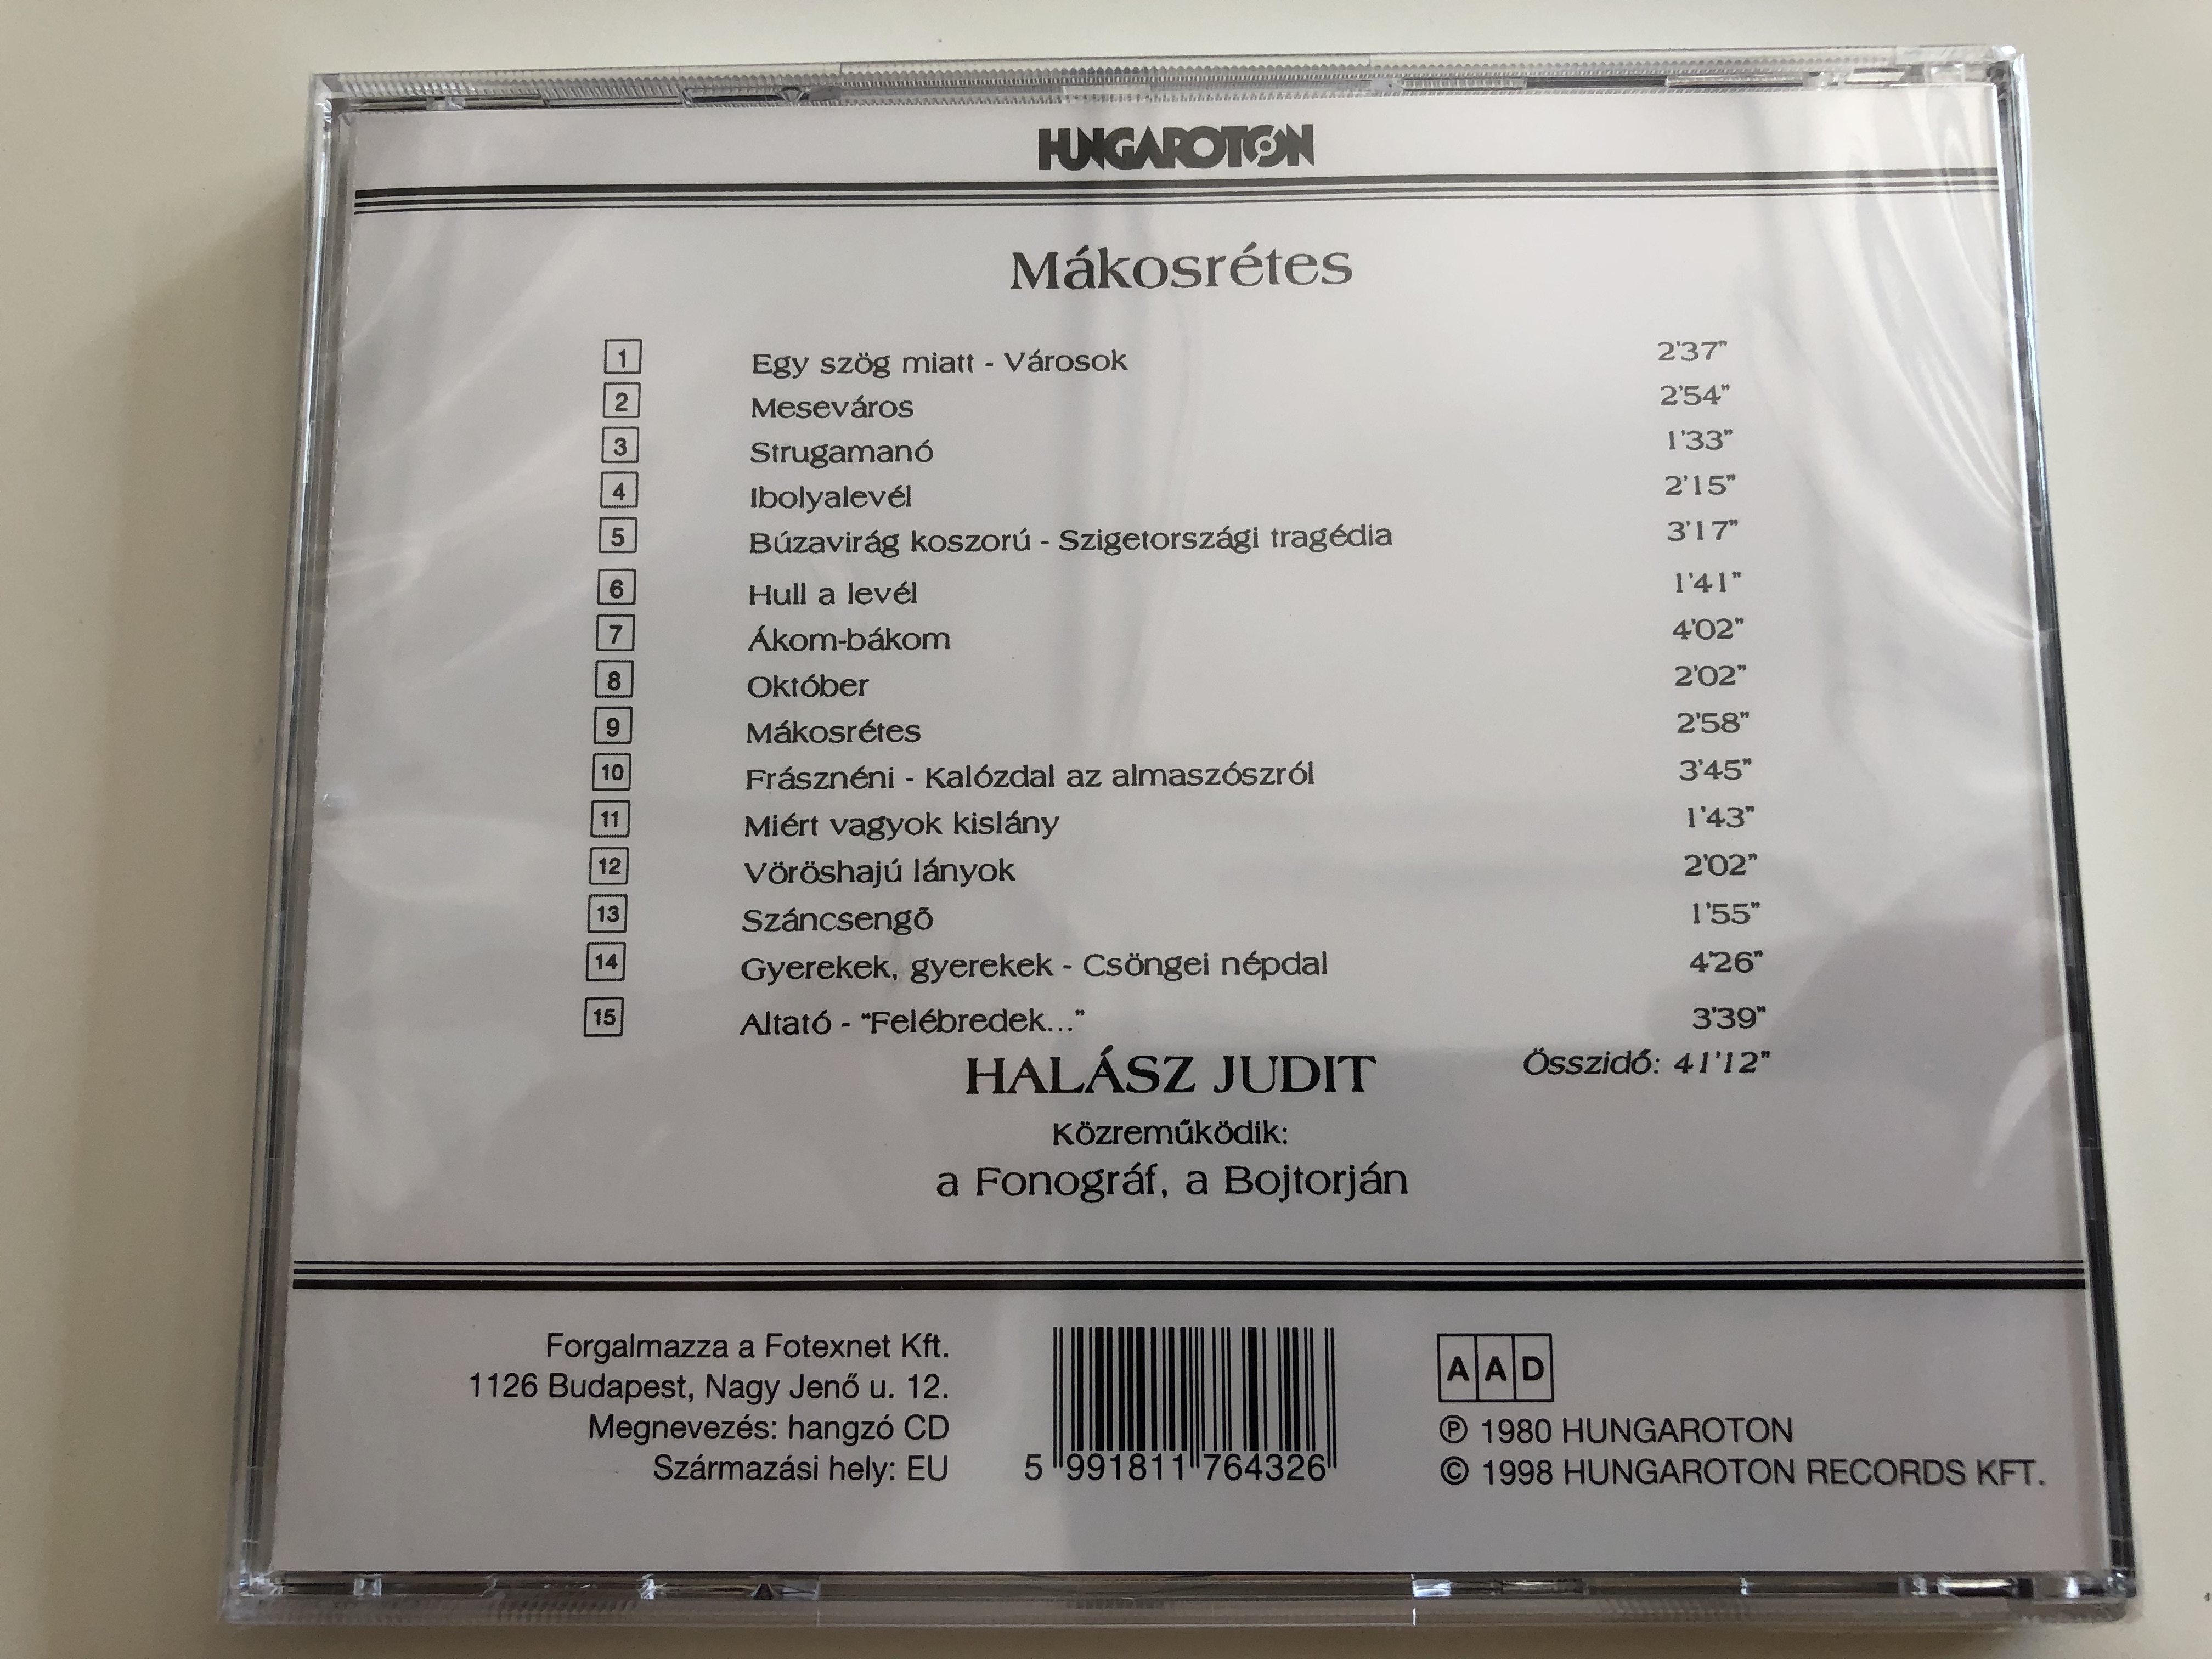 HUNGAROTON
Mákosrétes
1 Egy szög miatt - Városok 2'37"
2 Meseváros 2'54"
3 Strugamanó 1'33"
4 Ibolyalevél 2'15"
5 Búzavirág koszorú - Szigetországi tragédia 3'17"
6 Hull a levél 1'41"
7 Ákom-bákom 4'02"
8 Október 2'02"
9 Mákosrétes 2'58"
10 Frásznéni - Kalózdal az almaszószról 3'45"
11 Miért vagyok kislány 1'43"
12 Vöröshajú lányok 2'02"
13 Száncsengõ 1'55"
14 Gyerekek, gyerekek - Csöngei népdal 4'26"
15 Altató - "Felébredek..." 3'39"
HALÁSZ JUDIT Összidő: 41'12"
Közreműködik:
a Fonográf, a Bojtorján
Forgalmazza a Fotexnet Kft.
1126 Budapest, Nagy Jenő u. 12.
Megnevezés: hangzó CD
Származási hely: EU
5 991811 764326
A A D
℗ 1980 HUNGAROTON
© 1998 HUNGAROTON RECORDS KFT.